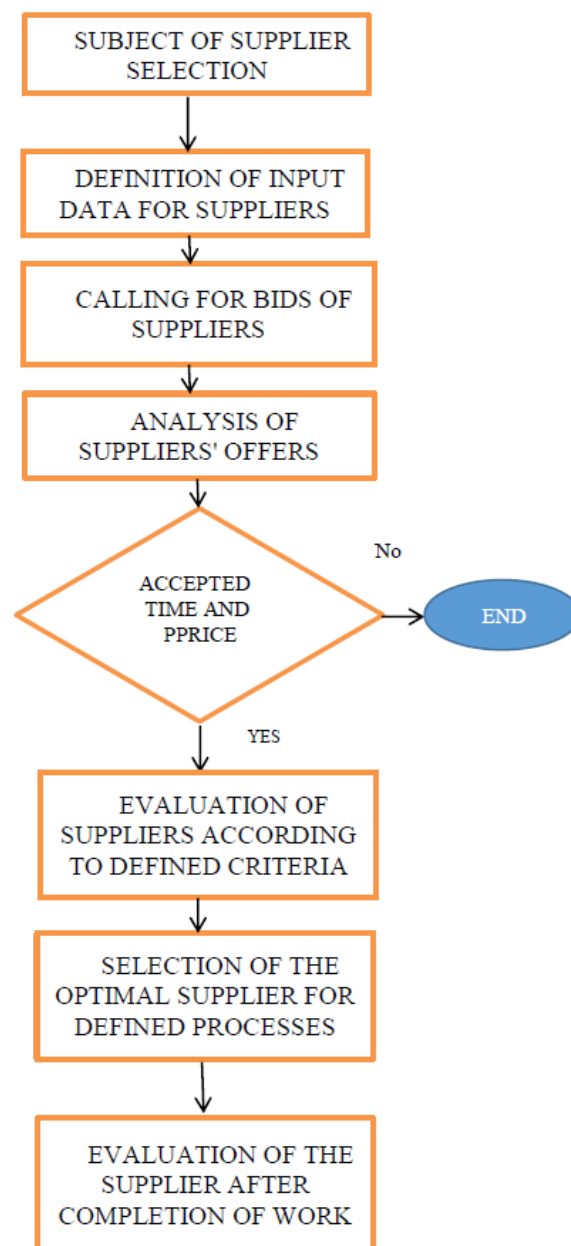 SUBJECT OF SUPPLIER
SELECTION
DEFINITION OF INPUT
DATA FOR SUPPLIERS
CALLING FOR BIDS OF
SUPPLIERS
ANALYSIS OF
SUPPLIERS' OFFERS
No
ACCEPTED
TIME AND
PPRICE
END
YES
EVALUATION OF
SUPPLIERS ACCORDING
TO DEFINED CRITERIA
SELECTION OF THE
OPTIMAL SUPPLIER FOR
DEFINED PROCESSES
EVALUATION OF THE
SUPPLIER AFTER
COMPLETION OF WORK